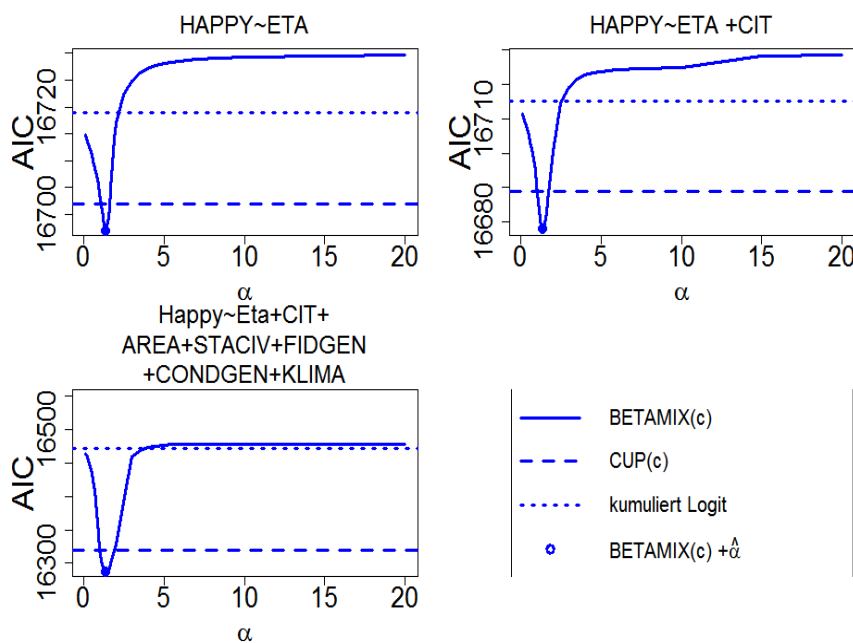 HAPPY~ETA
AIC
16700
16720
0 5 10 15 20
α
HAPPY~ETA +CIT
AIC
16680
16710
0 5 10 15 20
α
Happy~Eta+CIT+
AREA+STACIV+FIDGEN
+CONDGEN+KLIMA
AIC
16300
16500
0 5 10 15 20
α
BETAMIX(c)
CUP(c)
kumuliert Logit
BETAMIX(c) +α̂